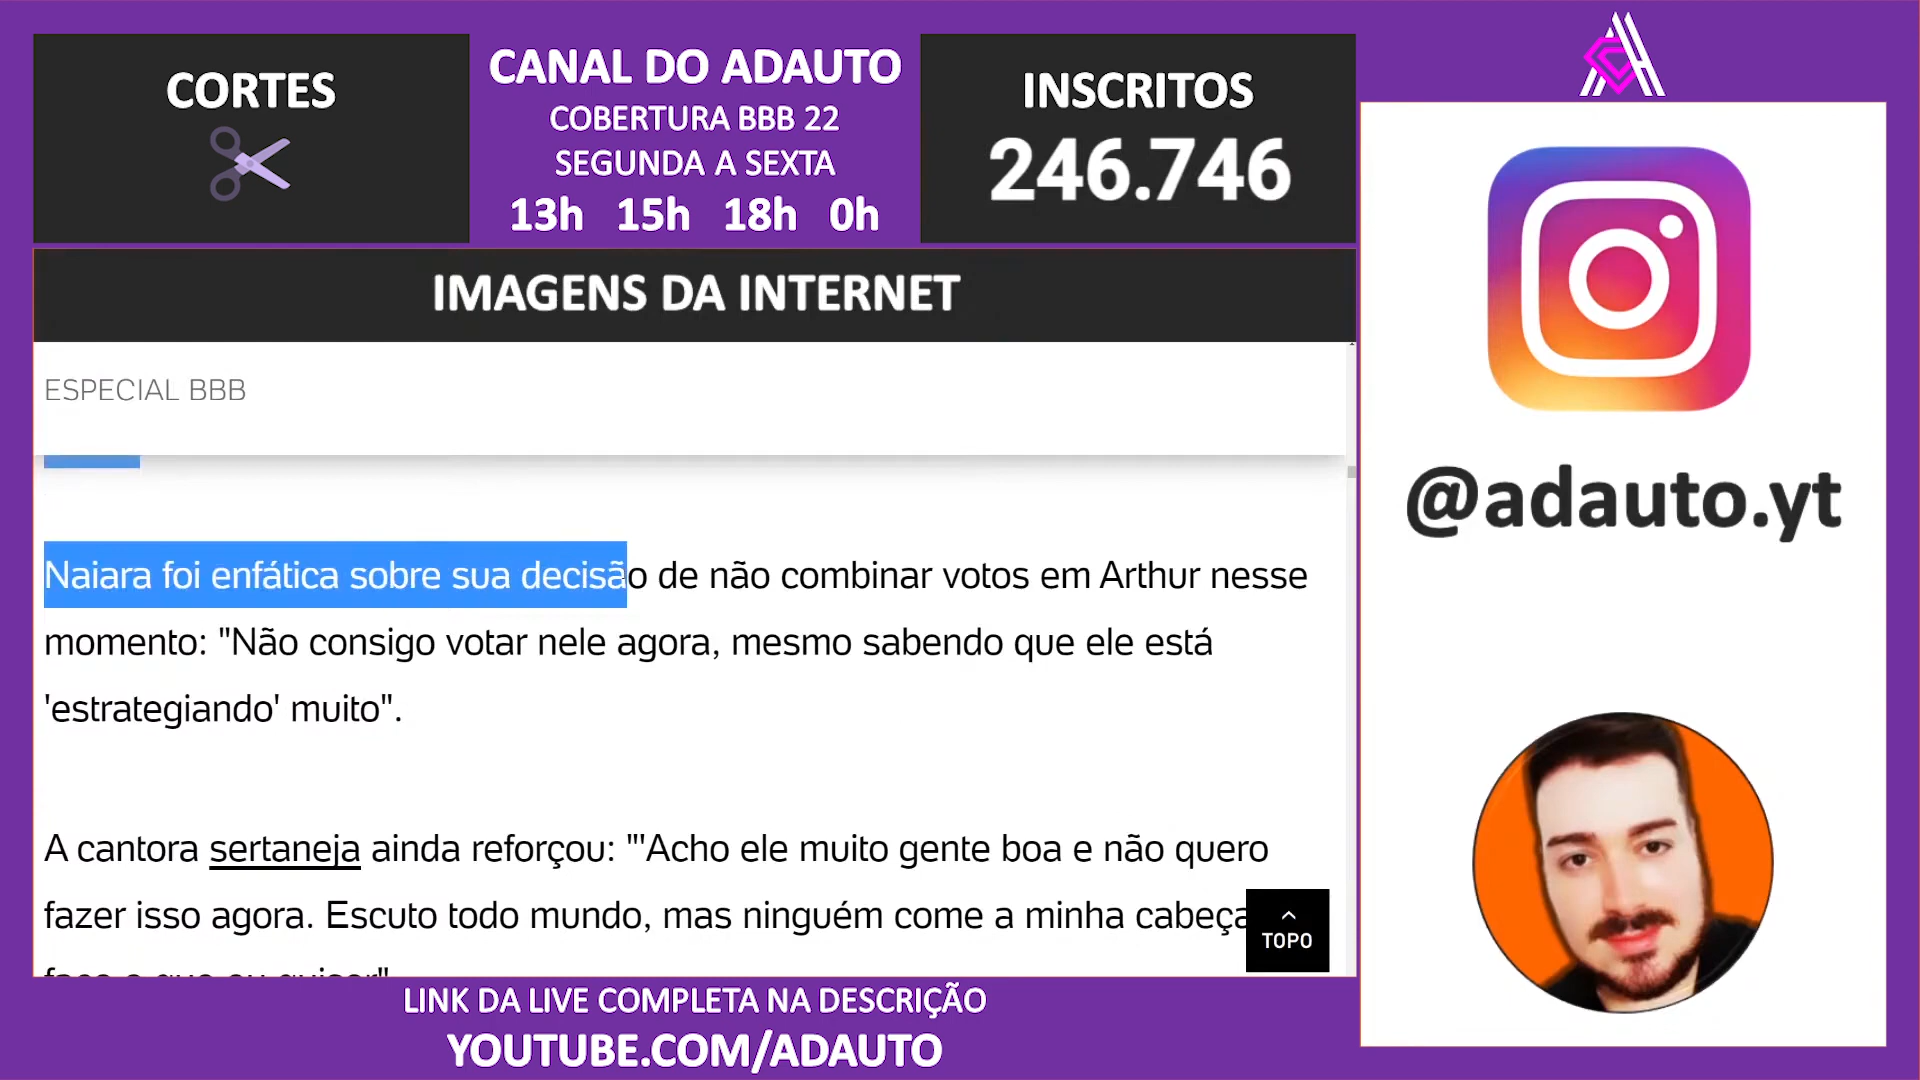 CORTES
CANAL DO ADAUTO
COBERTURA BBB 22
SEGUNDA A SEXTA
13h 15h 18h 0h
INSCRITOS
246.746
IMAGENS DA INTERNET
ESPECIAL BBB
Naiara foi enfática sobre sua decisão de não combinar votos em Arthur nesse
momento: "Não consigo votar nele agora, mesmo sabendo que ele está
'estrategiando' muito".
A cantora sertaneja ainda reforçou: "'Acho ele muito gente boa e não quero
fazer isso agora. Escuto todo mundo, mas ninguém come a minha cabeça
faço o que eu quiser"
TOPO
LINK DA LIVE COMPLETA NA DESCRIÇÃO
YOUTUBE.COM/ADAUTO
@adauto.yt